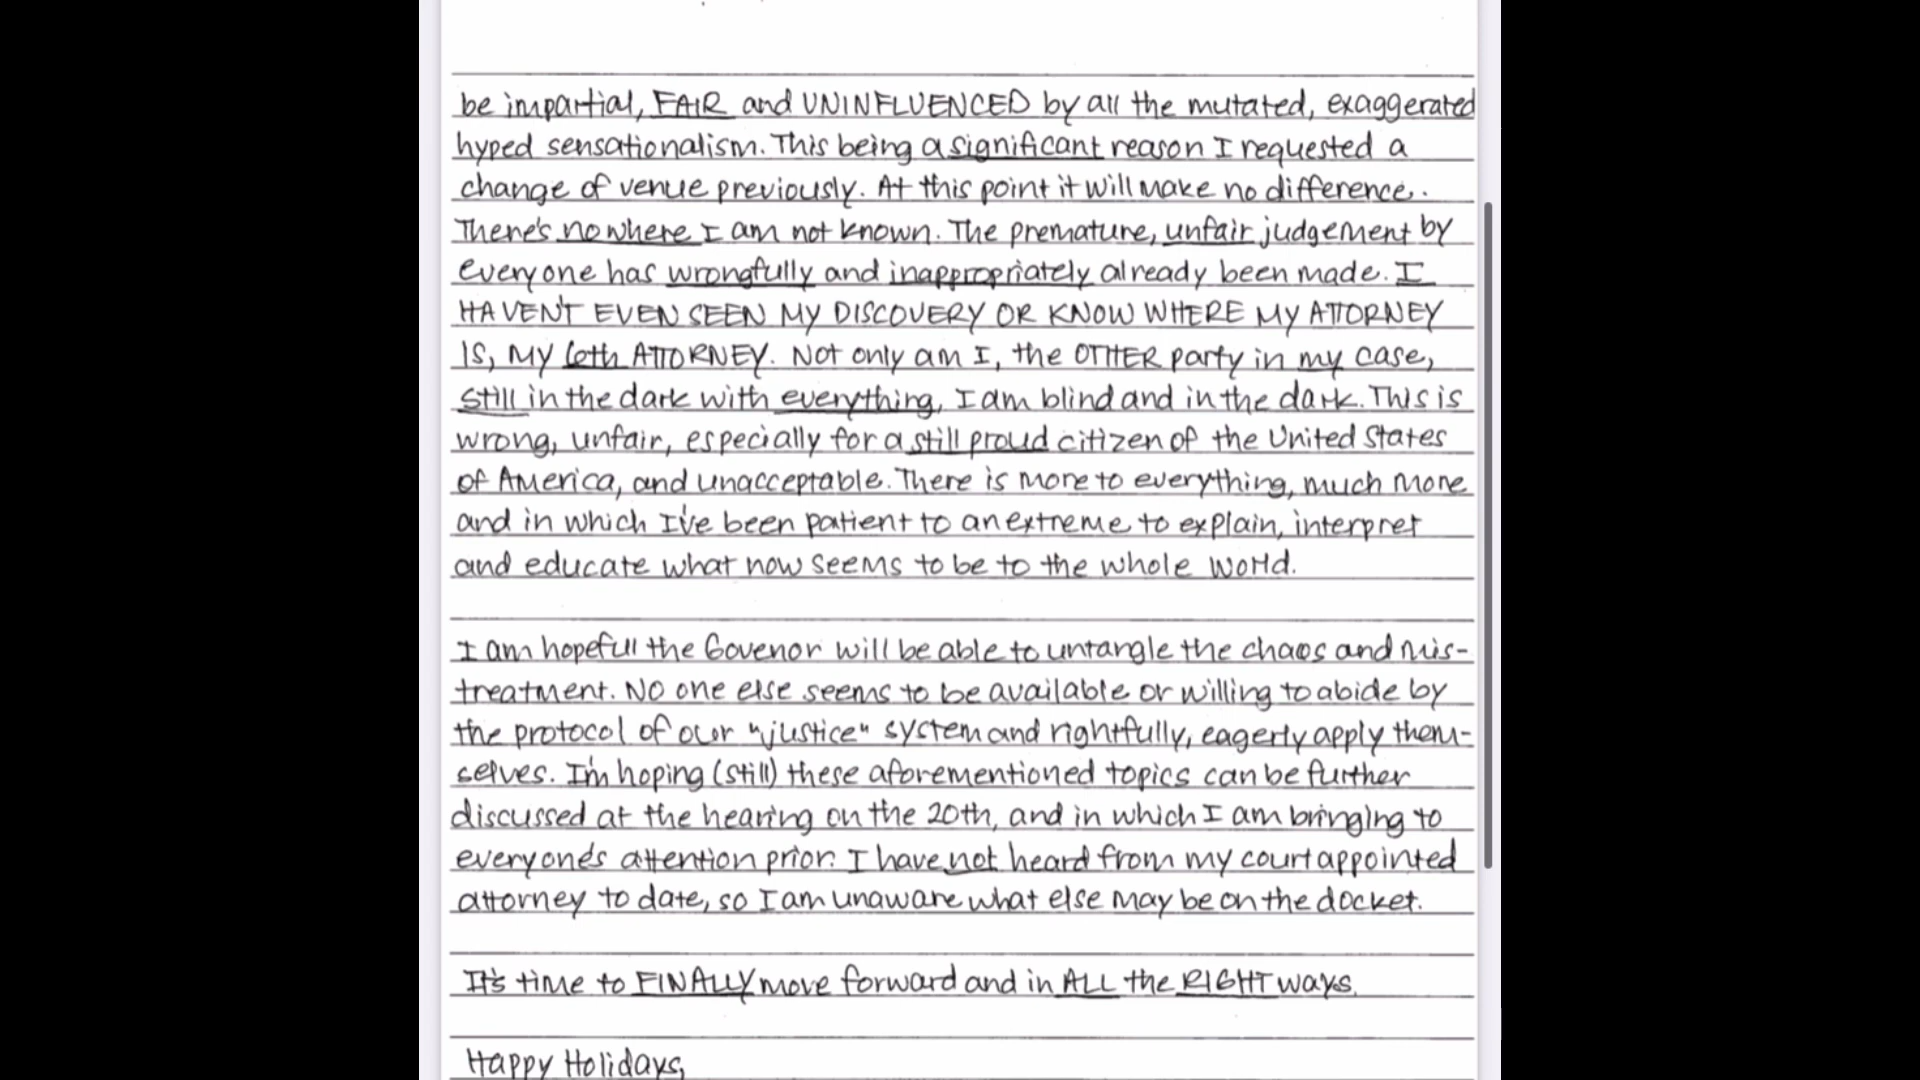 be impartial, FAIR and UNINFLUENCED by all the mutated, exaggerated
hyped sensationalism. This being a significant reason I requested a
change of venue previously. At this point it will make no difference.
There's nowhere I am not known. The premature, unfair judgement by
everyone has wrongfully and inappropriately already been made. I
HAVEN'T EVEN SEEN MY DISCOVERY OR KNOW WHERE MY ATTORNEY
IS, MY 6th ATTORNEY. Not only am I, the OTHER party in my case,
still in the dark with everything, I am blind and in the dark. This is
wrong, unfair, especially for a still proud citizen of the United States
of America, and unacceptable. There is more to everything, much more
and in which I've been patient to an extreme to explain, interpret
and educate what now seems to be to the whole world.
I am hopefull the Govenor will be able to untangle the chaos and mis-
treatment. No one else seems to be available or willing to abide by
the protocol of our "justice" system and rightfully, eagerly apply them-
selves. I'm hoping (still) these aforementioned topics can be further
discussed at the hearing on the 20th, and in which I am bringing to
everyone's attention prior. I have not heard from my court appointed
attorney to date, so I am unaware what else may be on the docket.
It's time to FINALLY move forward and in ALL the RIGHT ways.
Happy Holidays,